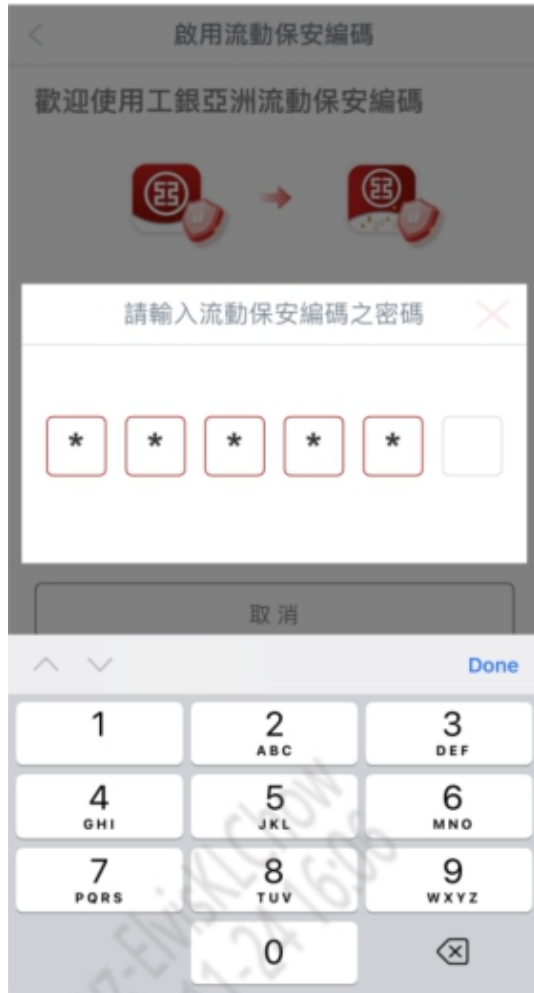 啟用流動保安編碼
歡迎使用工銀亞洲流動保安編碼
請輸入流動保安編碼之密碼
* * * * *
取消
Done
1 2 3
ABC DEF
4 5 6
GHI JKL MNO
7 8 9
PQRS TUV WXYZ
0